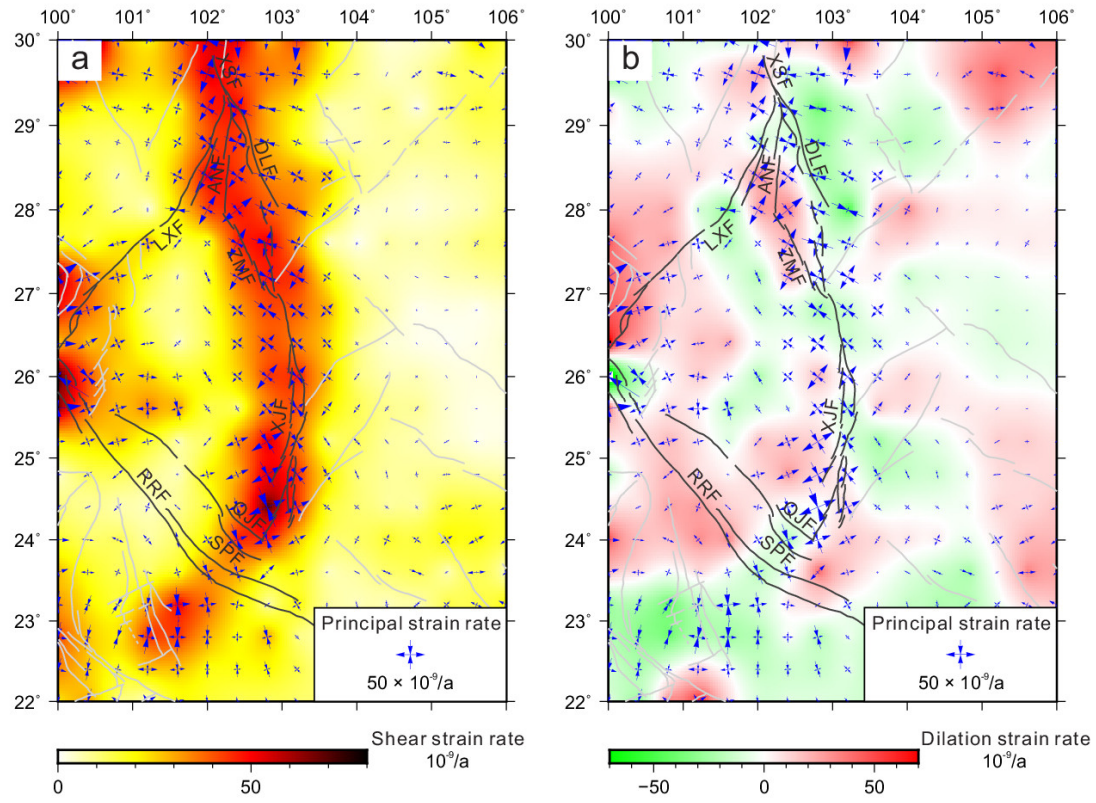 100˚ 101˚ 102˚ 103˚ 104˚ 105˚ 106˚
30˚
29˚
28˚
27˚
26˚
25˚
24˚
23˚
22˚
a
XSF
DLF
ANF
LXF
ZMF
XJF
RRF
QJF
SPF
Principal strain rate
50 × 10⁻⁹/a
Shear strain rate
10⁻⁹/a
0 50
100˚ 101˚ 102˚ 103˚ 104˚ 105˚ 106˚
30˚
29˚
28˚
27˚
26˚
25˚
24˚
23˚
22˚
b
XSF
DLF
ANF
LXF
ZMF
XJF
RRF
QJF
SPF
Principal strain rate
50 × 10⁻⁹/a
Dilation strain rate
10⁻⁹/a
−50 0 50